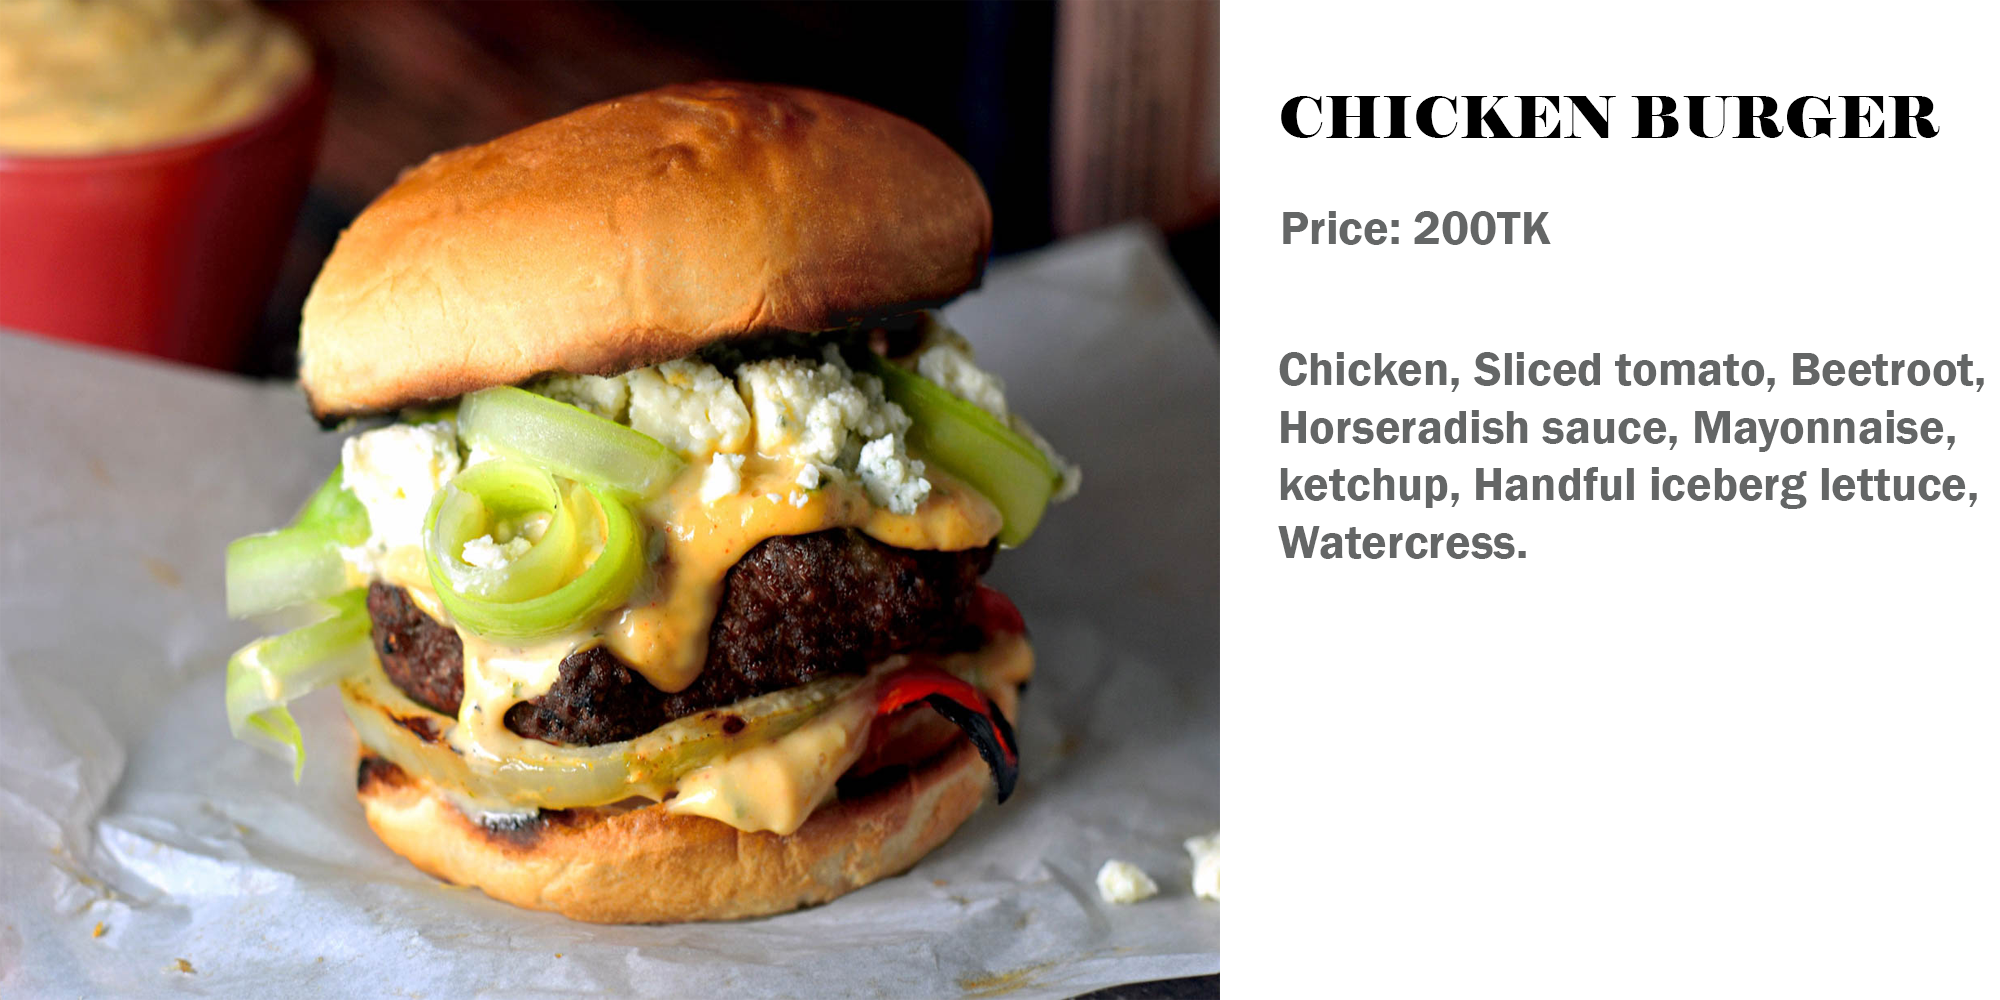 CHICKEN BURGER
Price: 200TK
Chicken, Sliced tomato, Beetroot,
Horseradish sauce, Mayonnaise,
ketchup, Handful iceberg lettuce,
Watercress.